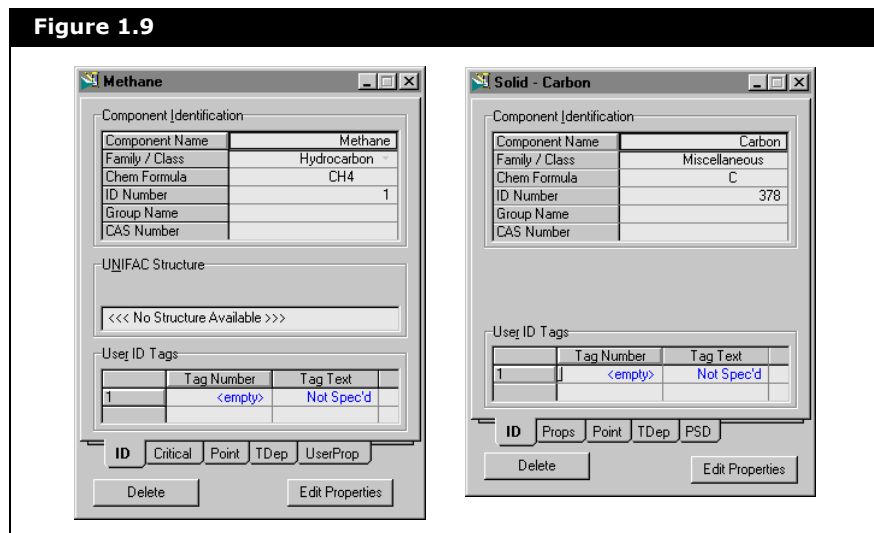 Figure 1.9
Methane
Component Identification
Component Name Methane
Family / Class Hydrocarbon
Chem Formula CH4
ID Number 1
Group Name
CAS Number
UNIFAC Structure
<<< No Structure Available >>>
User ID Tags
Tag Number Tag Text
1 <empty> Not Spec'd
ID Critical Point TDep UserProp
Delete Edit Properties
Solid - Carbon
Component Identification
Component Name Carbon
Family / Class Miscellaneous
Chem Formula C
ID Number 378
Group Name
CAS Number
User ID Tags
Tag Number Tag Text
1 <empty> Not Spec'd
ID Props Point TDep PSD
Delete Edit Properties